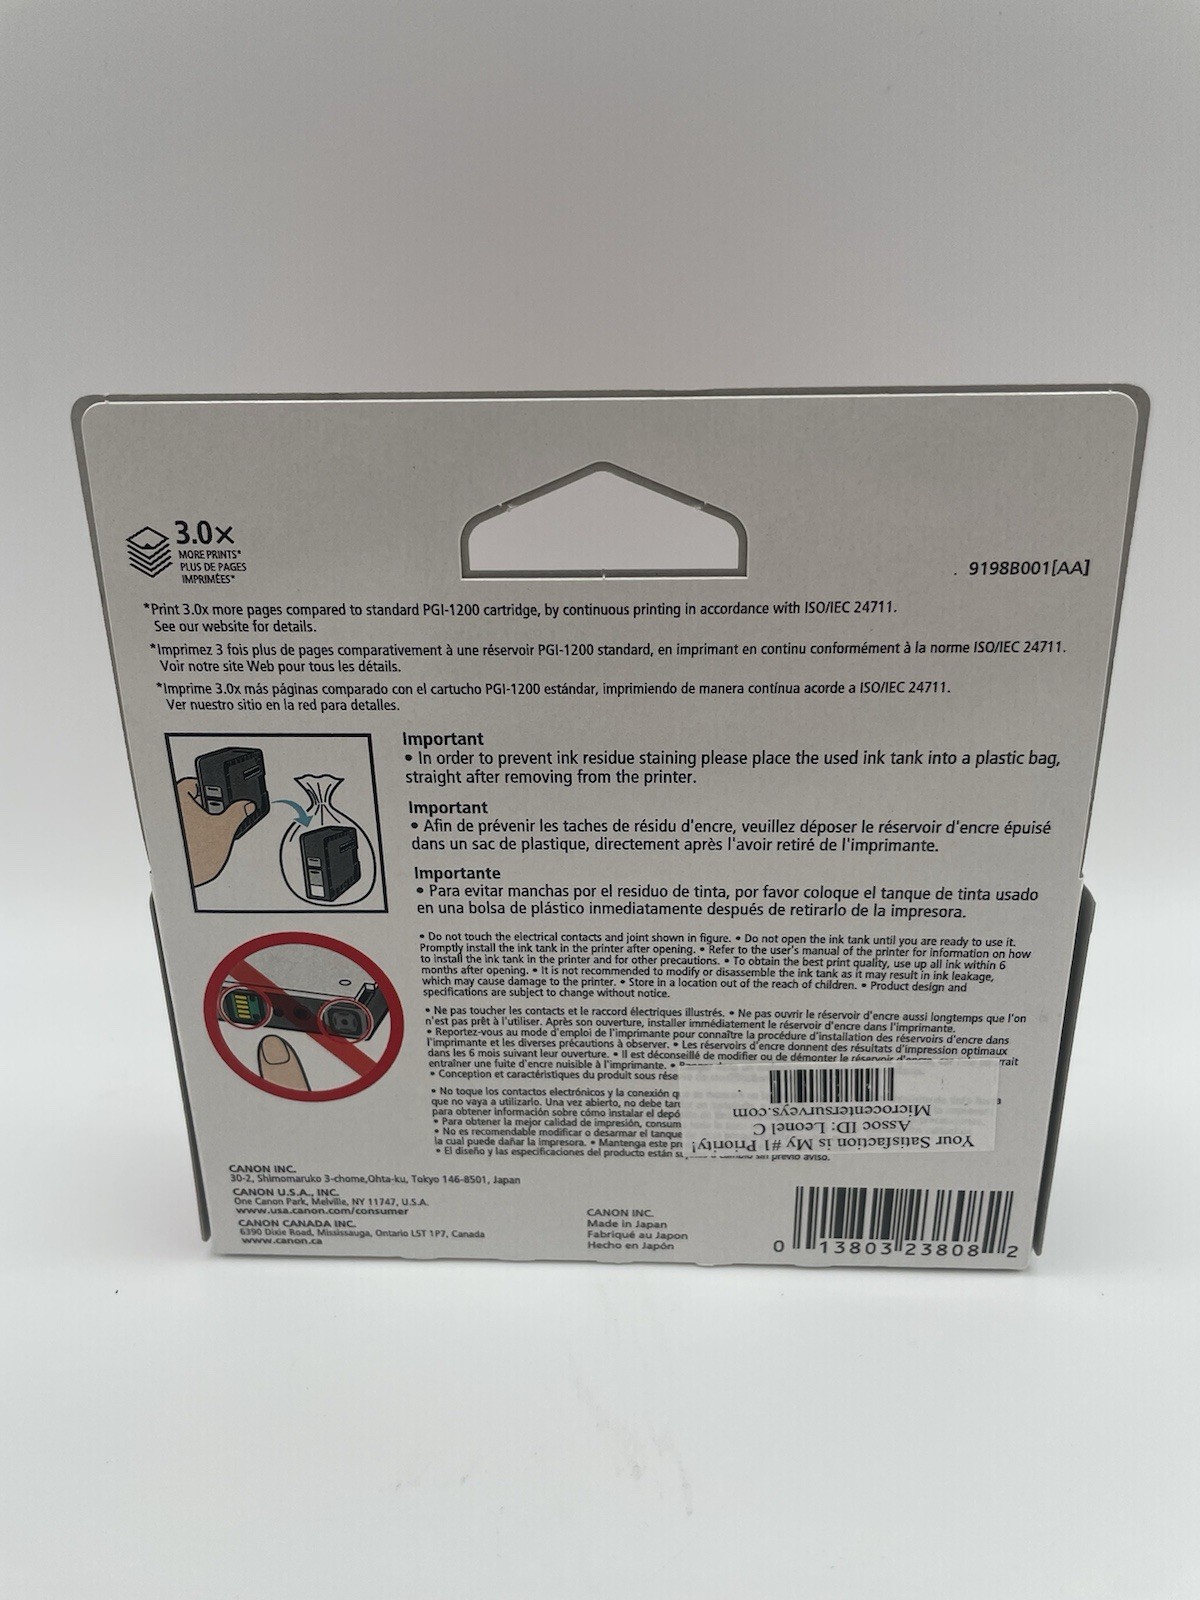 3.0x
MORE PRINTS*
PLUS DE PAGES
IMPRIMÉES*
. 9198B001[AA]
*Print 3.0x more pages compared to standard PGI-1200 cartridge, by continuous printing in accordance with ISO/IEC 24711.
See our website for details.
*Imprimez 3 fois plus de pages comparativement à une réservoir PGI-1200 standard, en imprimant en continu conformément à la norme ISO/IEC 24711.
Voir notre site Web pour tous les détails.
*Imprime 3.0x más páginas comparado con el cartucho PGI-1200 estándar, imprimiendo de manera contínua acorde a ISO/IEC 24711.
Ver nuestro sitio en la red para detalles.
Important
• In order to prevent ink residue staining please place the used ink tank into a plastic bag,
straight after removing from the printer.
Important
• Afin de prévenir les taches de résidu d'encre, veuillez déposer le réservoir d'encre épuisé
dans un sac de plastique, directement après l'avoir retiré de l'imprimante.
Importante
• Para evitar manchas por el residuo de tinta, por favor coloque el tanque de tinta usado
en una bolsa de plástico inmediatamente después de retirarlo de la impresora.
• Do not touch the electrical contacts and joint shown in figure. • Do not open the ink tank until you are ready to use it.
Promptly install the ink tank in the printer after opening. • Refer to the user's manual of the printer for information on how
to install the ink tank in the printer and for other precautions. • To obtain the best print quality, use up all ink within 6
months after opening. • It is not recommended to modify or disassemble the ink tank as it may result in ink leakage,
which may cause damage to the printer. • Store in a location out of the reach of children. • Product design and
specifications are subject to change without notice.
• Ne pas toucher les contacts et le raccord électriques illustrés. • Ne pas ouvrir le réservoir d'encre aussi longtemps que l'on
n'est pas prêt à l'utiliser. Après son ouverture, installer immédiatement le réservoir d'encre dans l'imprimante.
• Reportez-vous au mode d'emploi de l'imprimante pour connaître la procédure d'installation des réservoirs d'encre dans
l'imprimante et les diverses précautions à observer. • Les réservoirs d'encre donnent des résultats d'impression optimaux
dans les 6 mois suivant leur ouverture. • Il est déconseillé de modifier ou de démonter le réservoir
entraîner une fuite d'encre nuisible à l'imprimante. •
• Conception et caractéristiques du produit sous
• No toque los contactos electrónicos y la conexión
que no vaya a utilizarlo. Una vez abierto, no debe
para obtener información sobre cómo instalar el
• Para obtener la mejor calidad de impresión,
• No es recomendable modificar o desarmar el tanque
la cual puede dañar la impresora. • Mantenga este
• El diseño y las especificaciones del producto están previo aviso.
Your Satisfaction is My #1 Priority!
Assoc ID: Leonel C
Microcentersurveys.com
CANON INC.
30-2, Shimomaruko 3-chome,Ohta-ku, Tokyo 146-8501, Japan
CANON U.S.A., INC.
One Canon Park, Melville, NY 11747, U.S.A.
www.usa.canon.com/consumer
CANON CANADA INC.
6390 Dixie Road, Mississauga, Ontario L5T 1P7, Canada
www.canon.ca
CANON INC.
Made in Japan
Fabriqué au Japon
Hecho en Japón
0 13803 23808 2